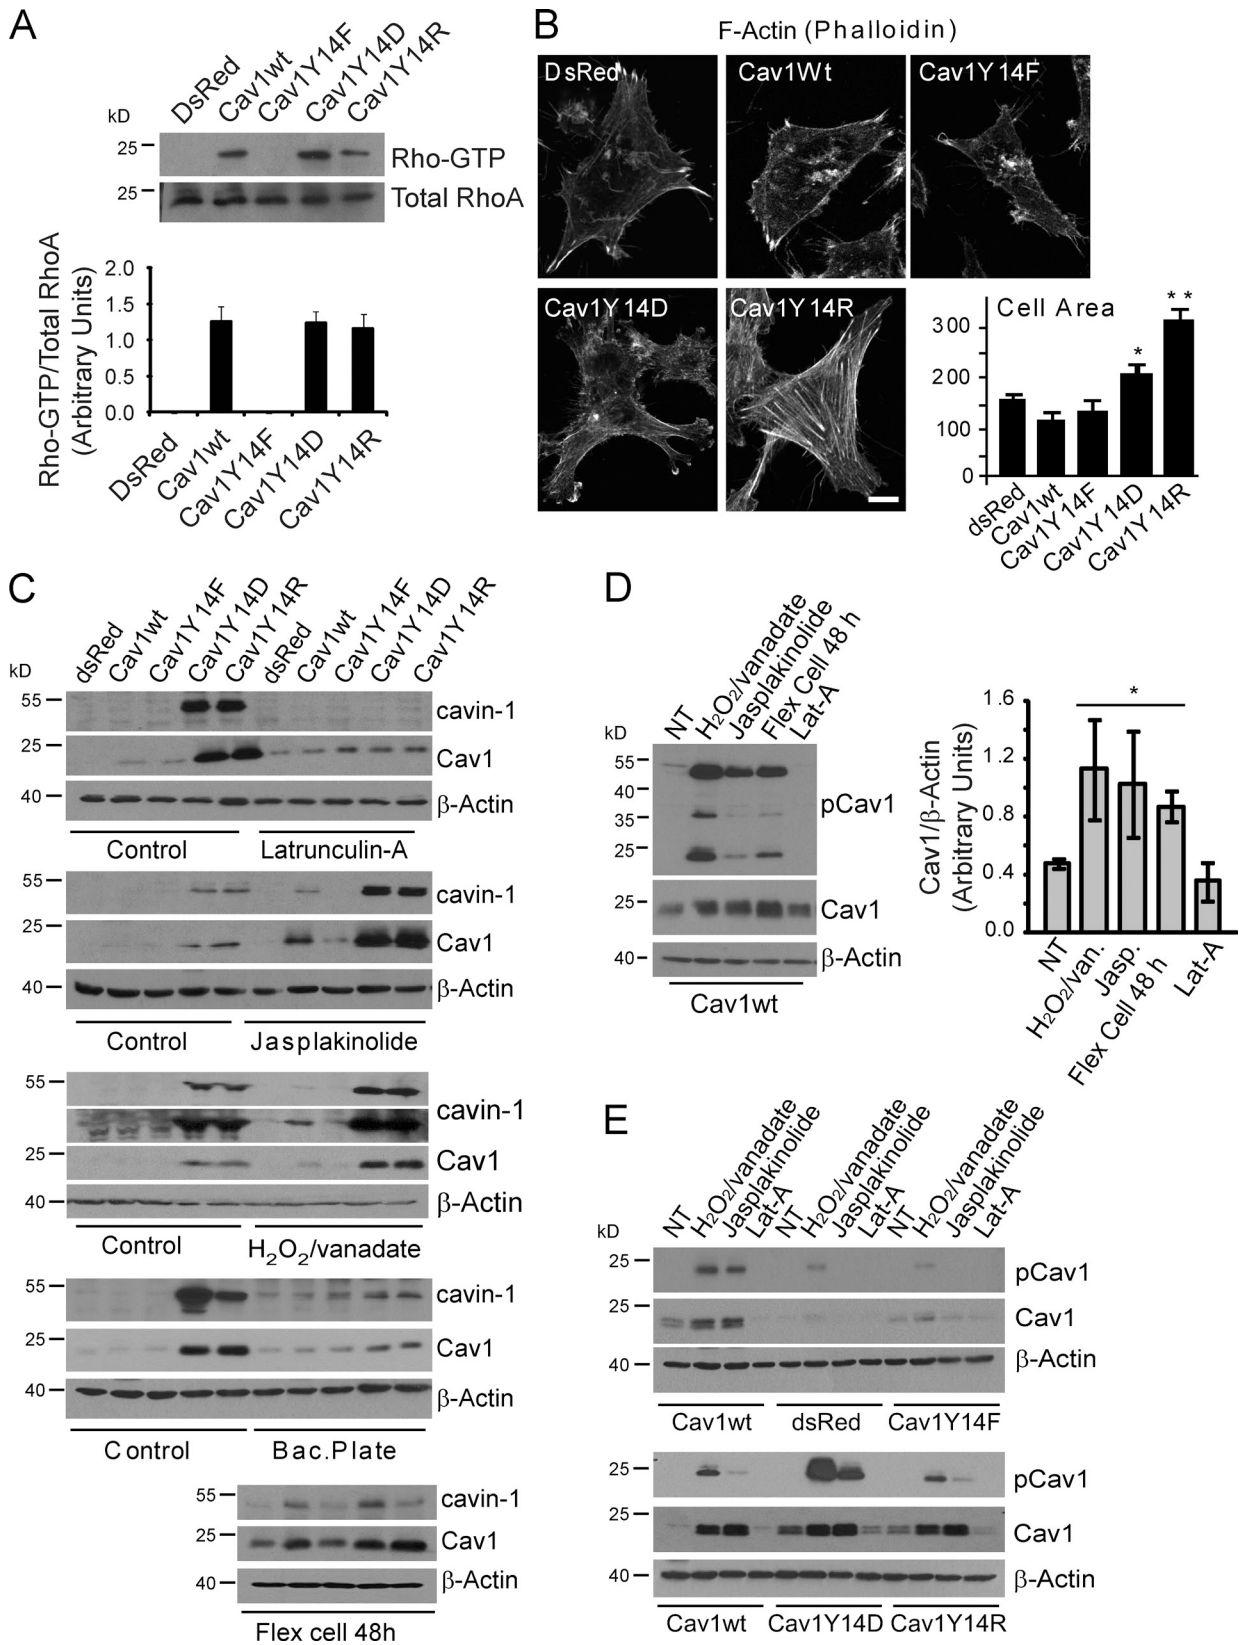 A
DsRed
Cav1wt
Cav1Y14F
Cav1Y14D
Cav1Y14R
kD
25
Rho-GTP
25
Total RhoA
Rho-GTP/Total RhoA
(Arbitrary Units)
2.0
1.5
1.0
0.5
0.0
DsRed
Cav1wt
Cav1Y14F
Cav1Y14D
Cav1Y14R
B
F-Actin (Phalloidin)
DsRed
Cav1Wt
Cav1Y14F
Cav1Y14D
Cav1Y14R
Cell Area
300
200
100
0
*
* *
dsRed
Cav1wt
Cav1Y14F
Cav1Y14D
Cav1Y14R
C
dsRed
Cav1wt
Cav1Y14F
Cav1Y14D
Cav1Y14R
dsRed
Cav1wt
Cav1Y14F
Cav1Y14D
Cav1Y14R
kD
55
cavin-1
25
Cav1
40
β-Actin
Control
Latrunculin-A
55
cavin-1
25
Cav1
40
β-Actin
Control
Jasplakinolide
55
cavin-1
25
Cav1
40
β-Actin
Control
H2O2/vanadate
55
cavin-1
25
Cav1
40
β-Actin
Control
Bac.Plate
55
cavin-1
25
Cav1
40
β-Actin
Flex cell 48h
D
NT
H2O2/vanadate
Jasplakinolide
Flex Cell 48 h
Lat-A
kD
55
40
35
25
pCav1
25
Cav1
40
β-Actin
Cav1wt
Cav1/β-Actin
(Arbitrary Units)
1.6
1.2
0.8
0.4
0.0
*
NT
H2O2/van.
Jasp.
Flex Cell 48 h
Lat-A
E
NT
H2O2/vanadate
Jasplakinolide
Lat-A
NT
H2O2/vanadate
Jasplakinolide
Lat-A
NT
H2O2/vanadate
Jasplakinolide
Lat-A
kD
25
pCav1
25
Cav1
40
β-Actin
Cav1wt
dsRed
Cav1Y14F
25
pCav1
25
Cav1
40
β-Actin
Cav1wt
Cav1Y14D
Cav1Y14R